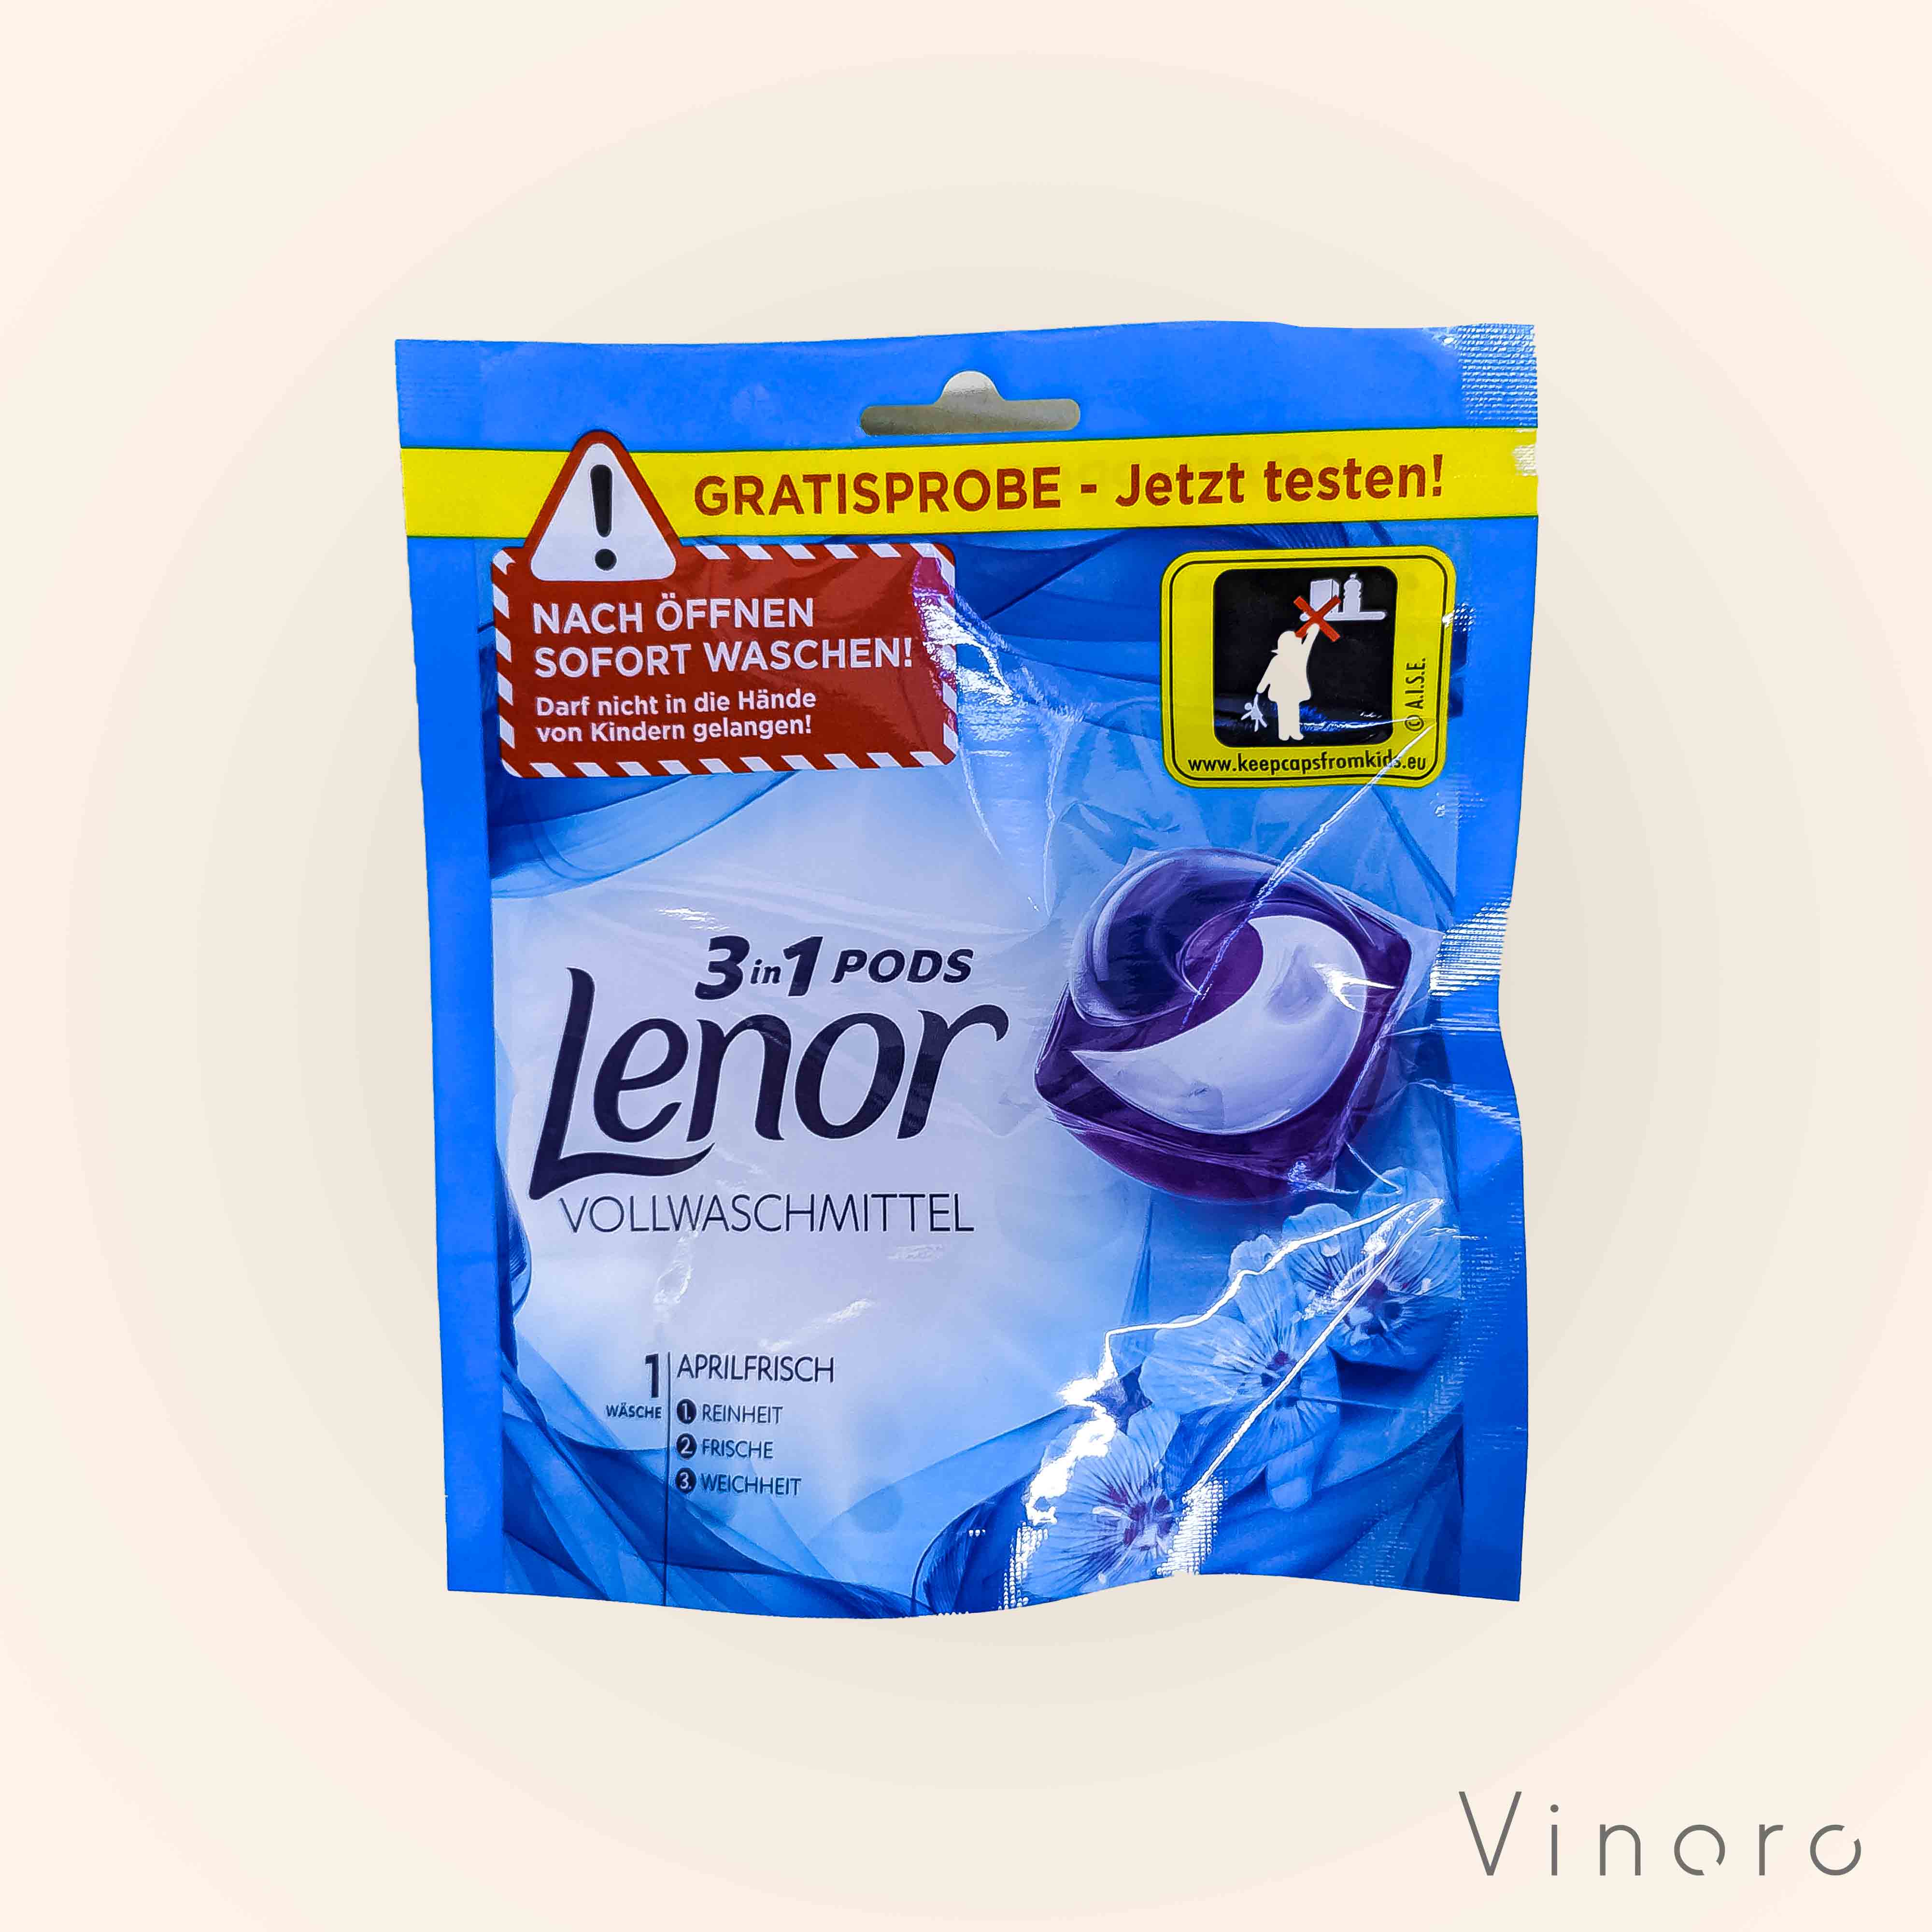 GRATISPROBE - Jetzt testen!
!
NACH ÖFFNEN
SOFORT WASCHEN!
Darf nicht in die Hände
von Kindern gelangen!
© A.I.S.E.
www.keepcapsfromkids.eu
3in1 PODS
Lenor
VOLLWASCHMITTEL
1 WÄSCHE
APRILFRISCH
1. REINHEIT
2 FRISCHE
3. WEICHHEIT
Vinoro